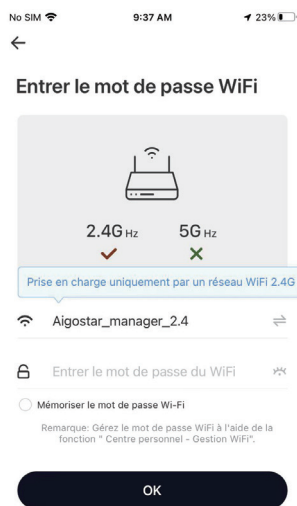 No SIM 9:37 AM 23%
Entrer le mot de passe WiFi
2.4G Hz 5G Hz
Prise en charge uniquement par un réseau WiFi 2.4G
Aigostar_manager_2.4
Entrer le mot de passe du WiFi
Mémoriser le mot de passe Wi-Fi
Remarque: Gérez le mot de passe WiFi à l'aide de la
fonction " Centre personnel - Gestion WiFi".
OK